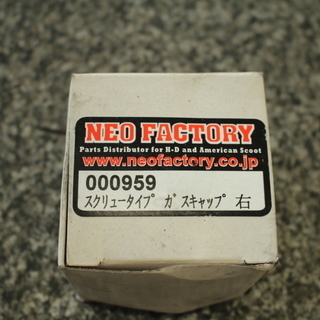 NEO FACTORY
Parts Distributor for H-D and American Scoot
www.neofactory.co.jp
000959
スクリュータイプ ガスキャップ 右